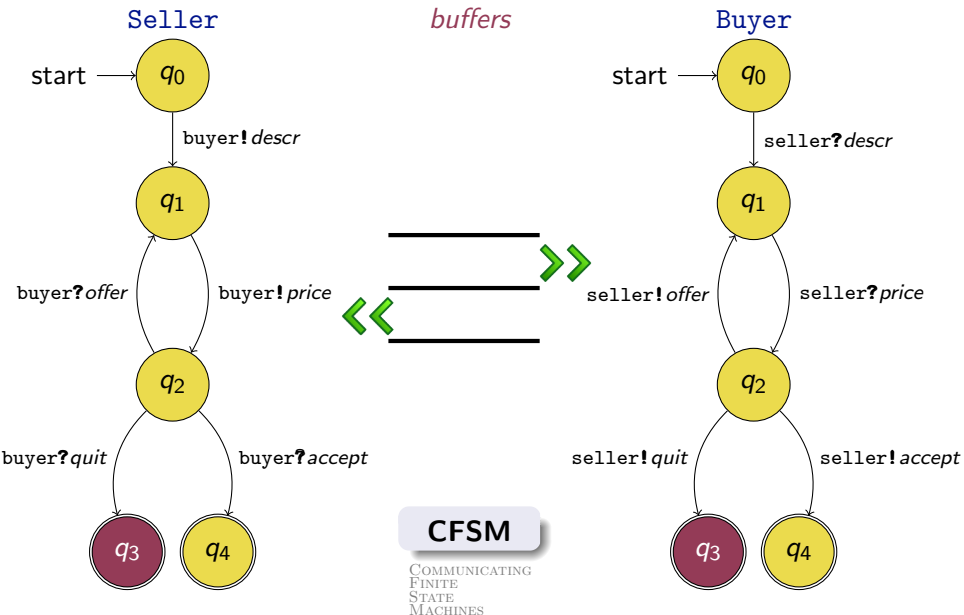 Seller buffers Buyer
start q0 start q0
buyer!descr seller?descr
q1 q1
buyer?offer buyer!price seller!offer seller?price
q2 q2
buyer?quit buyer?accept seller!quit seller!accept
q3 q4 CFSM q3 q4
COMMUNICATING
FINITE
STATE
MACHINES